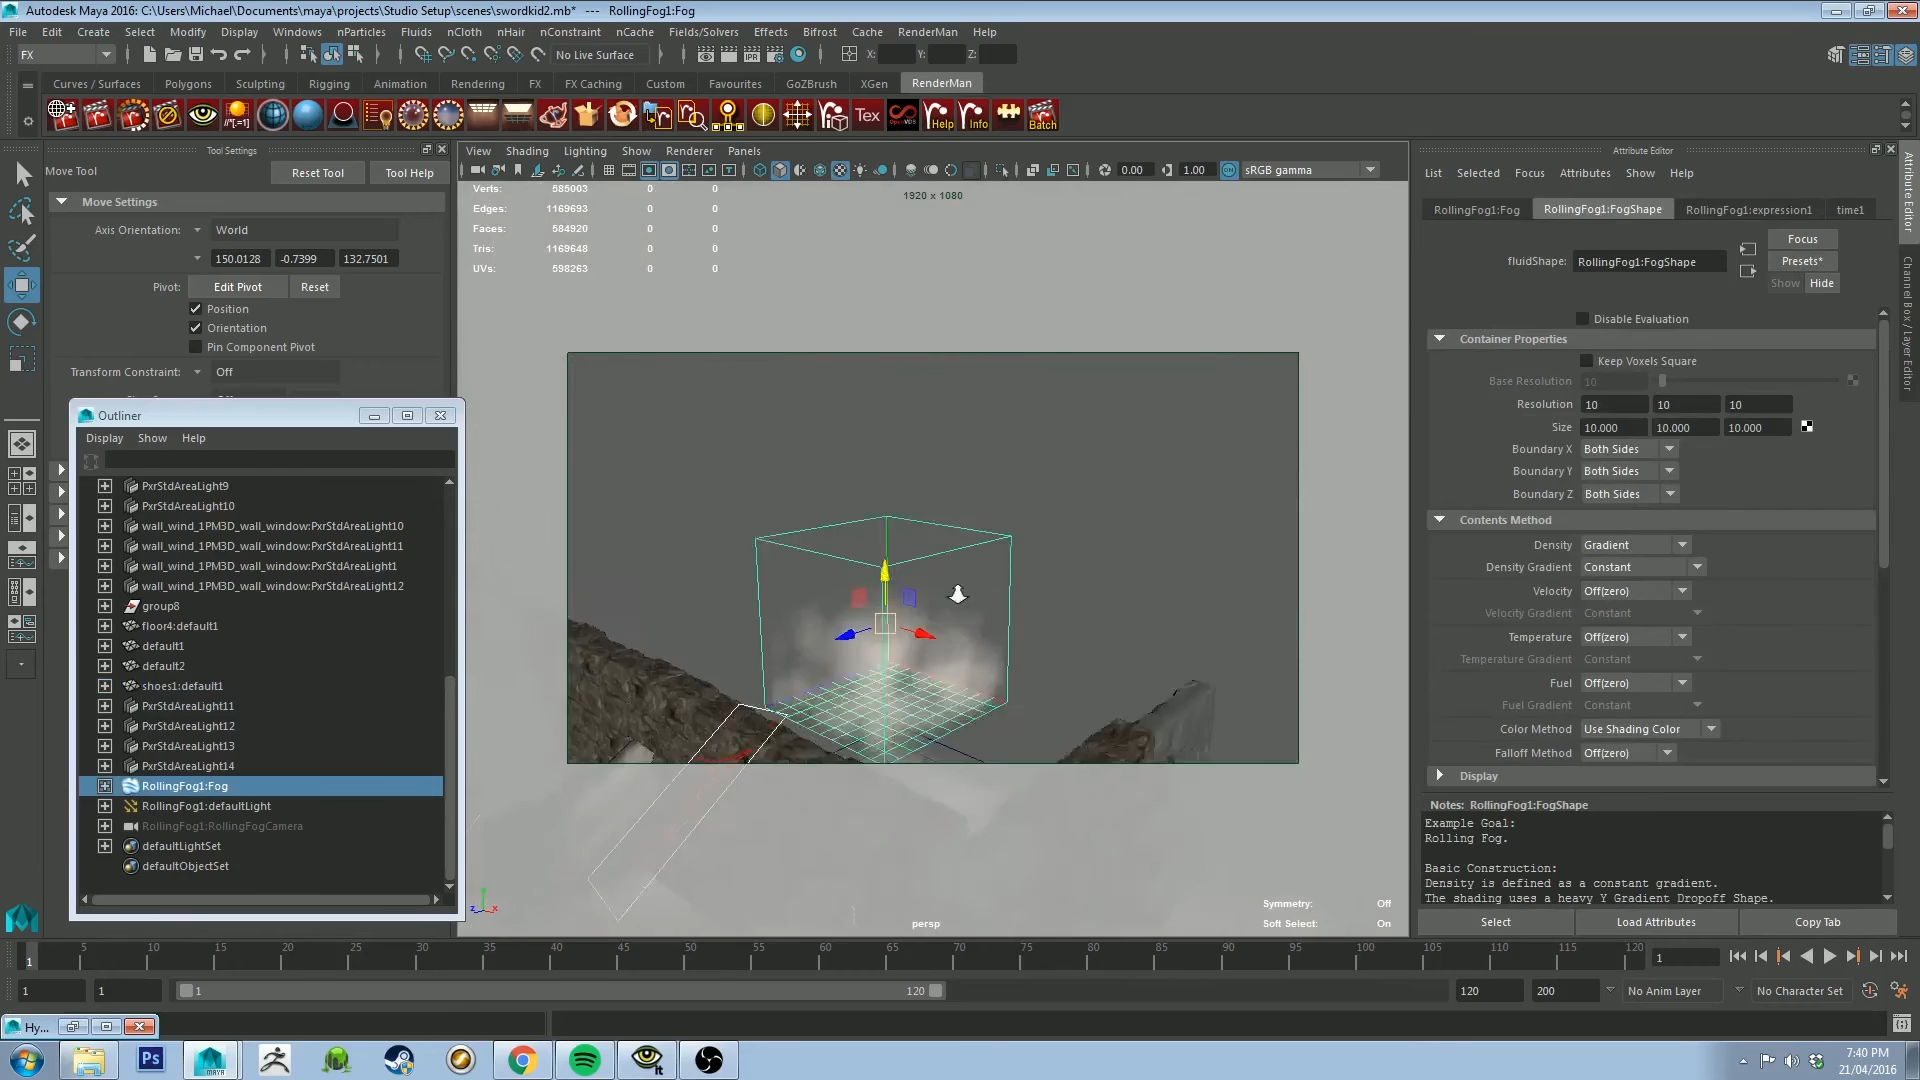 Autodesk Maya 2016: C:\Users\Michael\Documents\maya\projects\Studio Setup\scenes\swordkid2.mb* --- RollingFog1:Fog
File Edit Create Select Modify Display Windows nParticles Fluids nCloth nHair nConstraint nCache Fields/Solvers Effects Bifrost Cache RenderMan Help
FX No Live Surface X: Y: Z:
Curves / Surfaces Polygons Sculpting Rigging Animation Rendering FX FX Caching Custom Favourites GoZBrush XGen RenderMan
Tex Help Info Batch
Tool Settings
Move Tool Reset Tool Tool Help
Move Settings
Axis Orientation: World
150.0128 -0.7399 132.7501
Pivot: Edit Pivot Reset
Position
Orientation
Pin Component Pivot
Transform Constraint: Off
Outliner
Display Show Help
PxrStdAreaLight9
PxrStdAreaLight10
wall_wind_1PM3D_wall_window:PxrStdAreaLight10
wall_wind_1PM3D_wall_window:PxrStdAreaLight11
wall_wind_1PM3D_wall_window:PxrStdAreaLight1
wall_wind_1PM3D_wall_window:PxrStdAreaLight12
group8
floor4:default1
default1
default2
shoes1:default1
PxrStdAreaLight11
PxrStdAreaLight12
PxrStdAreaLight13
PxrStdAreaLight14
RollingFog1:Fog
RollingFog1:defaultLight
RollingFog1:RollingFogCamera
defaultLightSet
defaultObjectSet
View Shading Lighting Show Renderer Panels
0.00 1.00 sRGB gamma
Verts: 585003 0 0
Edges: 1169693 0 0
Faces: 584920 0 0
Tris: 1169648 0 0
UVs: 598263 0 0
1920 x 1080
Symmetry: Off
Soft Select: On
persp
Attribute Editor
List Selected Focus Attributes Show Help
RollingFog1:Fog RollingFog1:FogShape RollingFog1:expression1 time1
fluidShape: RollingFog1:FogShape
Focus
Presets*
Show Hide
Disable Evaluation
Container Properties
Keep Voxels Square
Base Resolution 10
Resolution 10 10 10
Size 10.000 10.000 10.000
Boundary X Both Sides
Boundary Y Both Sides
Boundary Z Both Sides
Contents Method
Density Gradient
Density Gradient Constant
Velocity Off(zero)
Velocity Gradient Constant
Temperature Off(zero)
Temperature Gradient Constant
Fuel Off(zero)
Fuel Gradient Constant
Color Method Use Shading Color
Falloff Method Off(zero)
Display
Notes: RollingFog1:FogShape
Example Goal:
Rolling Fog.
Basic Construction:
Density is defined as a constant gradient.
The shading uses a heavy Y Gradient Dropoff Shape.
Select Load Attributes Copy Tab
Attribute Editor
Channel Box / Layer Editor
1 5 10 15 20 25 30 35 40 45 50 55 60 65 70 75 80 85 90 95 100 105 110 115 120 1
1 1 1 120 120 200 No Anim Layer No Character Set
Hy...
Ps
7:40 PM
21/04/2016